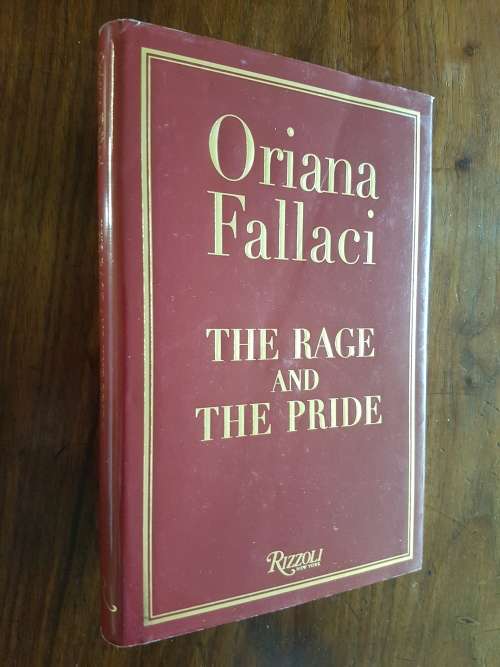 Oriana
Fallaci
THE RAGE
AND
THE PRIDE
RIZZOLI
NEW YORK